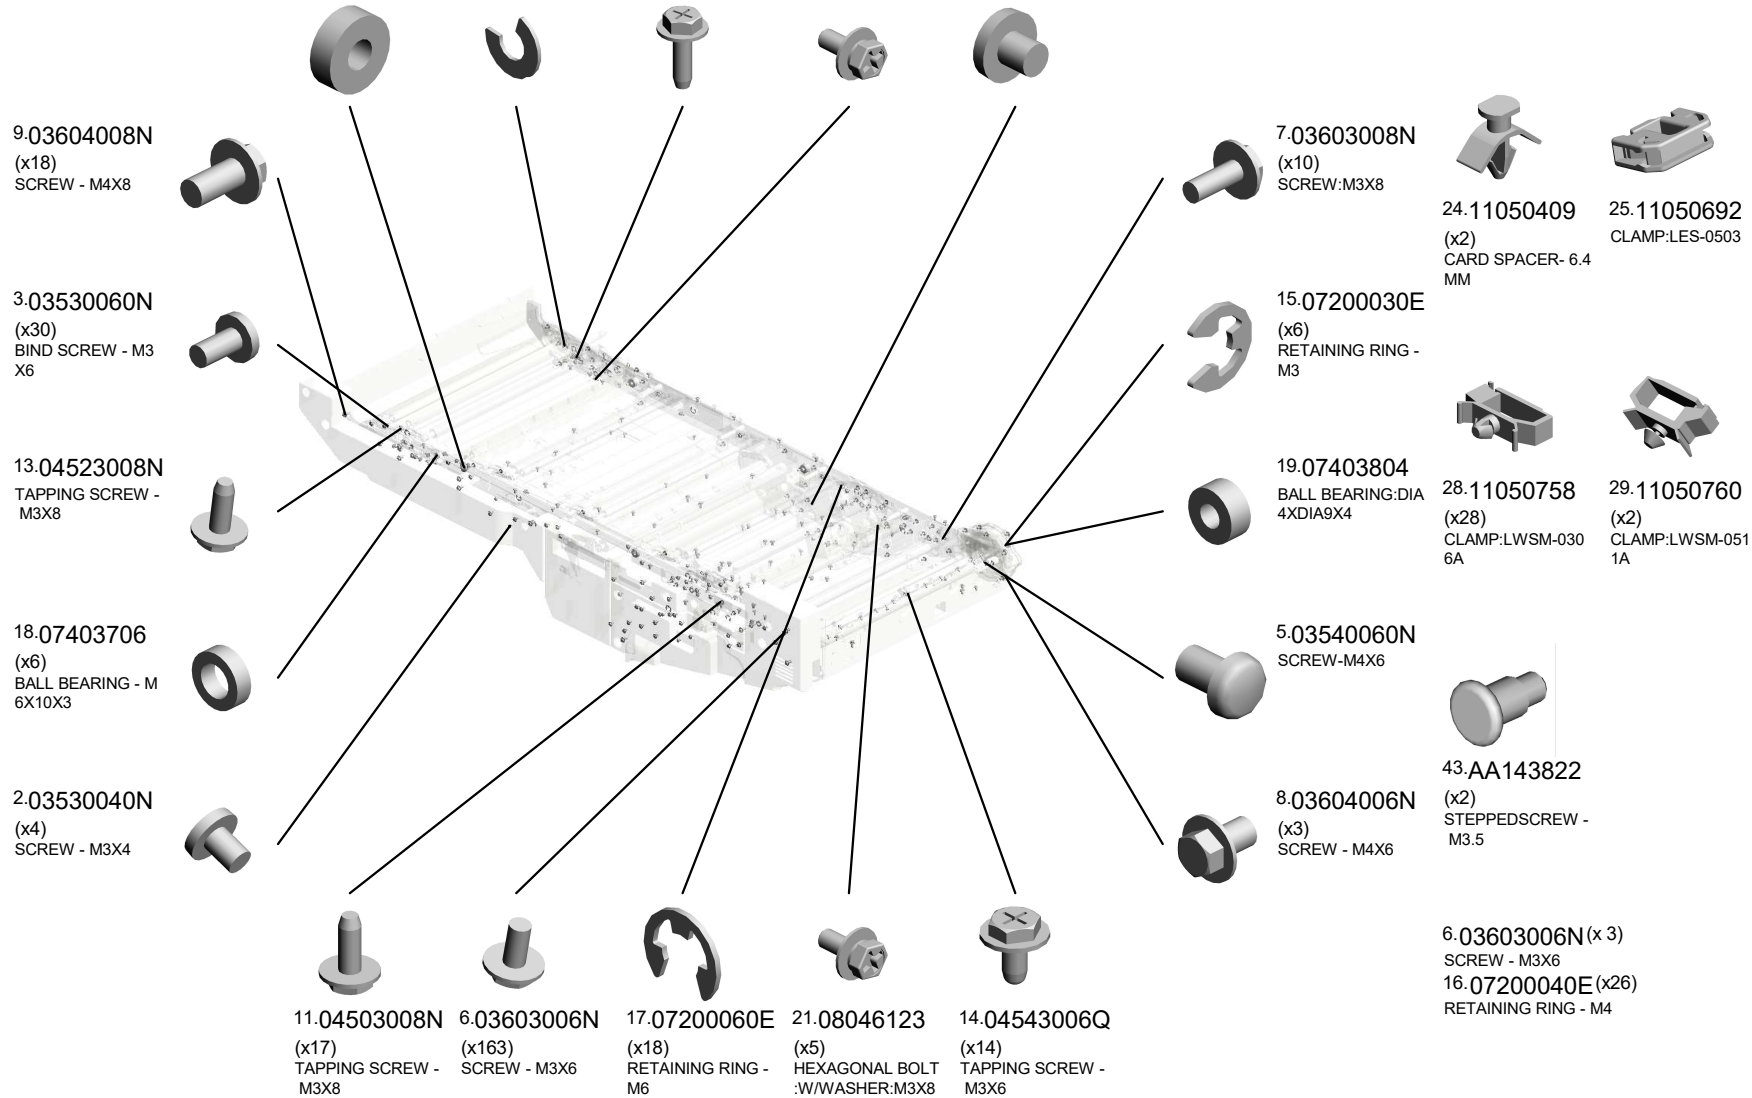 9.03604008N
(x18)
SCREW - M4X8
3.03530060N
(x30)
BIND SCREW - M3
X6
13.04523008N
TAPPING SCREW -
M3X8
18.07403706
(x6)
BALL BEARING - M
6X10X3
2.03530040N
(x4)
SCREW - M3X4
11.04503008N
(x17)
TAPPING SCREW -
M3X8
6.03603006N
(x163)
SCREW - M3X6
17.07200060E
(x18)
RETAINING RING -
M6
21.08046123
(x5)
HEXAGONAL BOLT
:W/WASHER:M3X8
14.04543006Q
(x14)
TAPPING SCREW -
M3X6
7.03603008N
(x10)
SCREW:M3X8
15.07200030E
(x6)
RETAINING RING -
M3
19.07403804
BALL BEARING:DIA
4XDIA9X4
5.03540060N
SCREW-M4X6
8.03604006N
(x3)
SCREW - M4X6
24.11050409
(x2)
CARD SPACER- 6.4
MM
25.11050692
CLAMP:LES-0503
28.11050758
(x28)
CLAMP:LWSM-030
6A
29.11050760
(x2)
CLAMP:LWSM-051
1A
43.AA143822
(x2)
STEPPEDSCREW -
M3.5
6.03603006N (x 3)
SCREW - M3X6
16.07200040E (x26)
RETAINING RING - M4